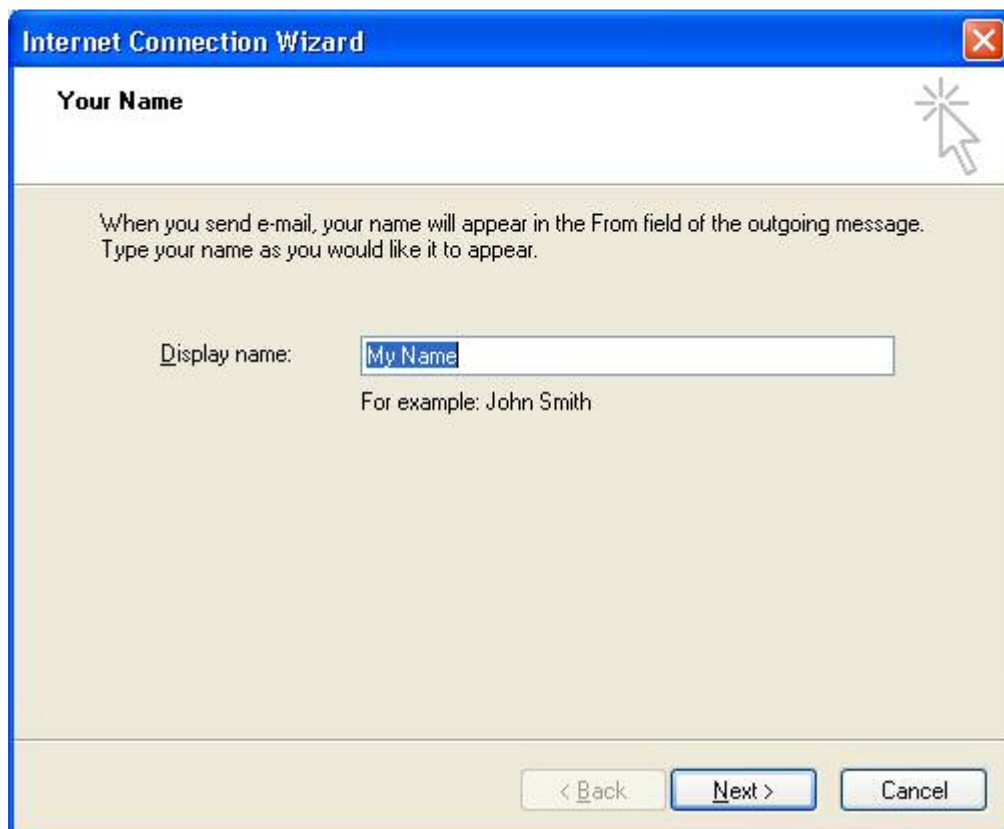 Internet Connection Wizard
Your Name
When you send e-mail, your name will appear in the From field of the outgoing message.
Type your name as you would like it to appear.
Display name: My Name
For example: John Smith
< Back Next > Cancel